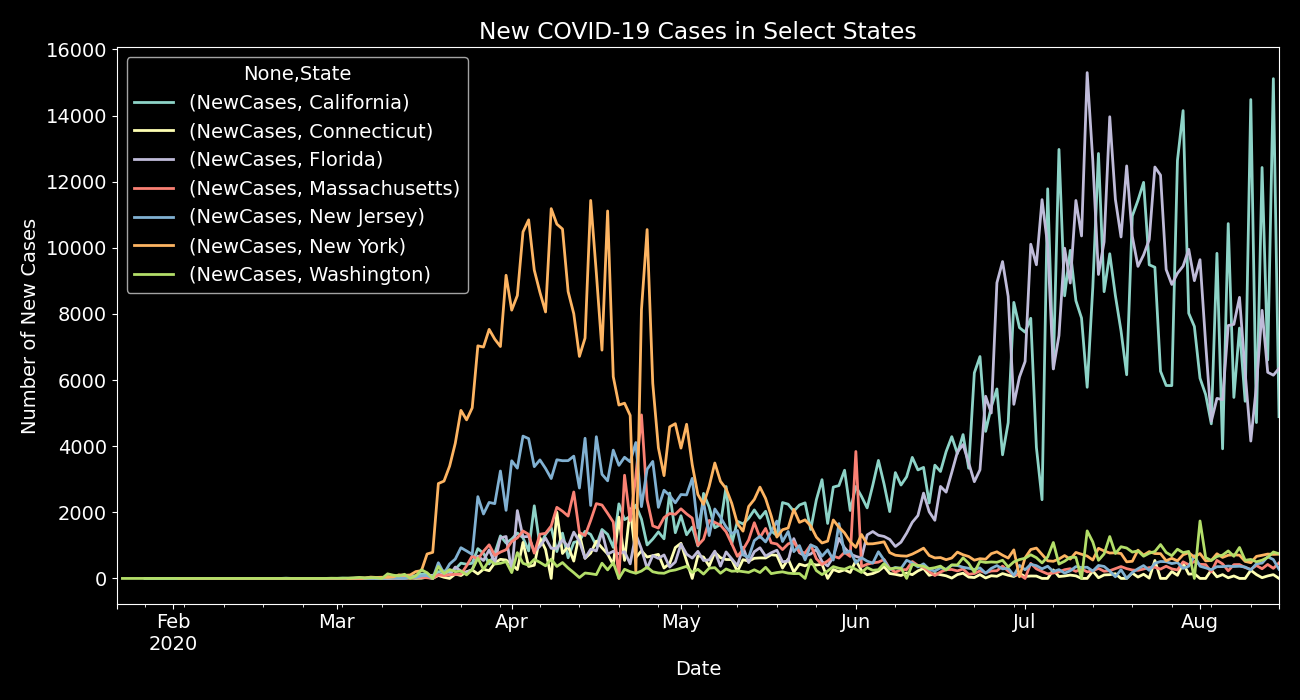 New COVID-19 Cases in Select States
16000
14000
12000
10000
8000
6000
4000
2000
0
Number of New Cases
None,State
(NewCases, California)
(NewCases, Connecticut)
(NewCases, Florida)
(NewCases, Massachusetts)
(NewCases, New Jersey)
(NewCases, New York)
(NewCases, Washington)
Feb Mar Apr May Jun Jul Aug
2020
Date